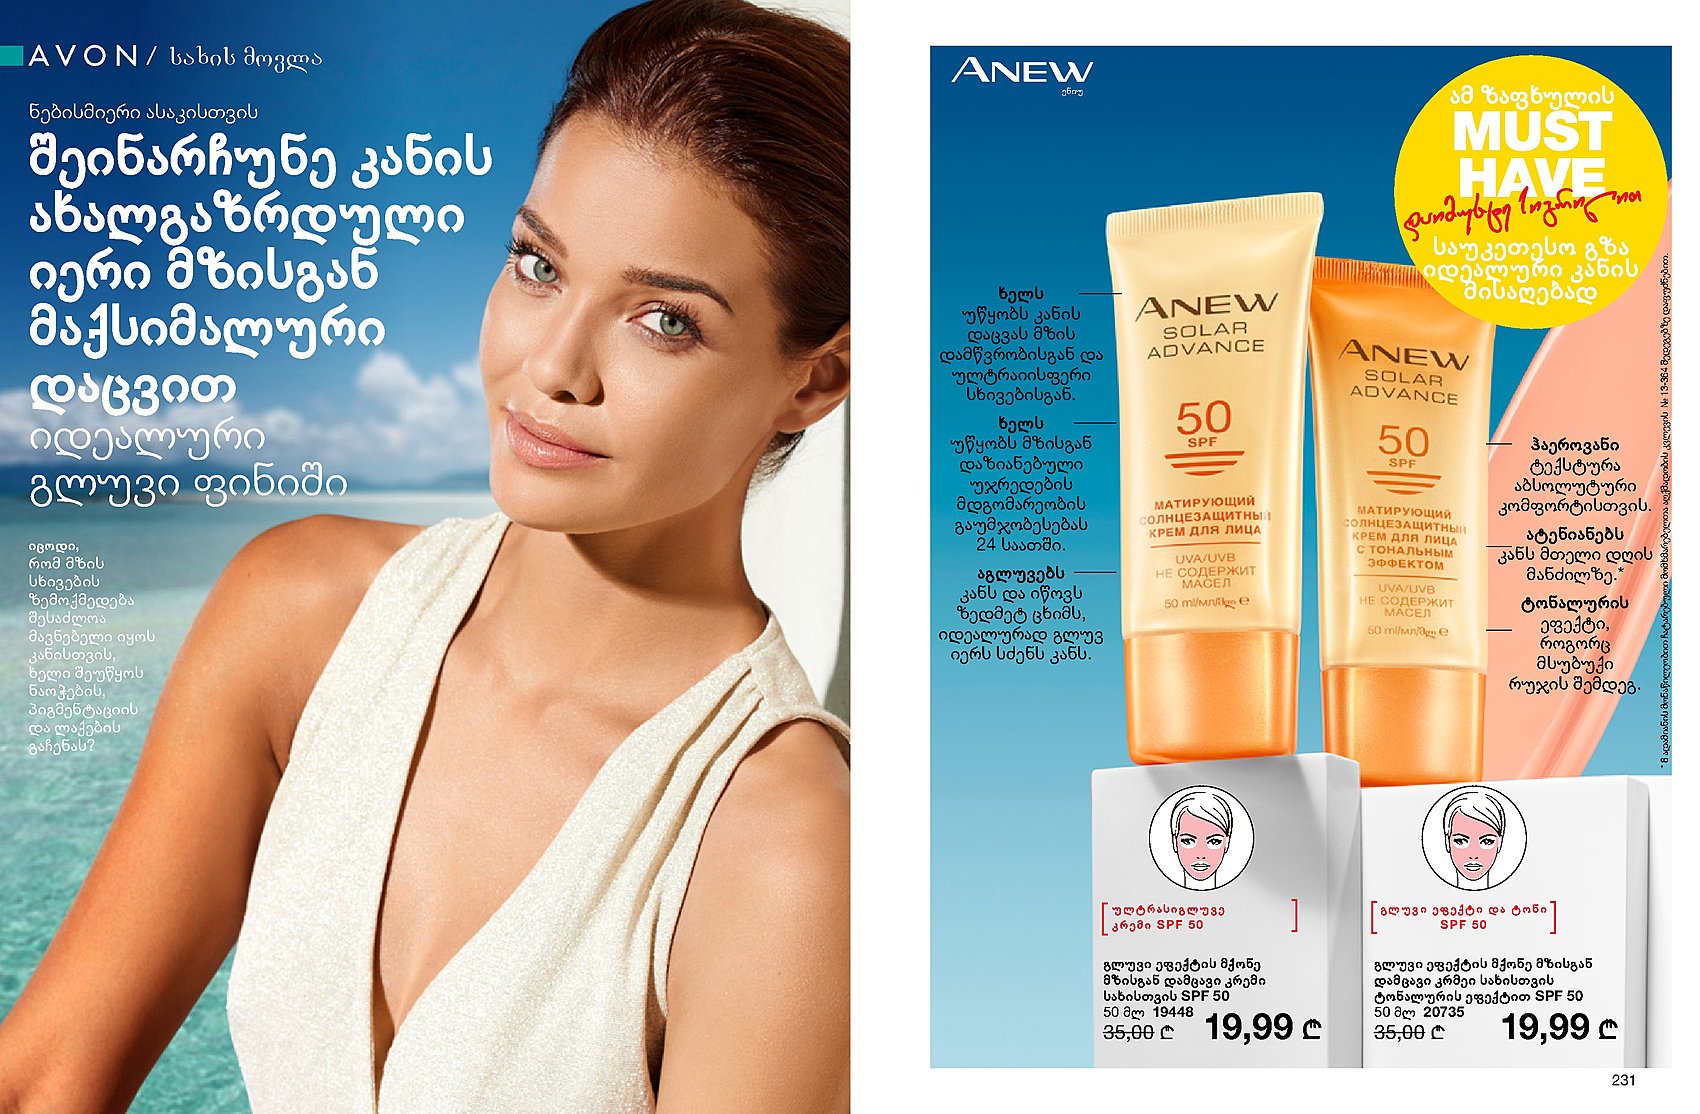 AVON / სახის მოვლა
ნებისმიერი ასაკისთვის
შეინარჩუნე კანის
ახალგაზრდული
იერი მზისგან
მაქსიმალური
დაცვით
იდეალური
გლუვი ფინიში
იცოდი,
რომ მზის
სხივების
ზემოქმედება
შესაძლოა
მავნებელი იყოს
კანისთვის,
ხელი შეუწყოს
ნაოჭების,
პიგმენტაციის
და ლაქების
გაჩენას?
ANEW
ენიუ
ამ ზაფხულის
MUST
HAVE
დაიმუხტე ენერგიით
საუკეთესო გზა
იდეალური კანის
მისაღებად
ხელს
უწყობს კანის
დაცვას მზის
დამწვრობისგან და
ულტრაიისფერი
სხივებისგან.
ხელს
უწყობს მზისგან
დაზიანებული
უჯრედების
მდგომარეობის
გაუმჯობესებას
24 საათში.
აგლუვებს
კანს და იწოვს
ზედმეტ ცხიმს,
იდეალურად გლუვ
იერს სძენს კანს.
ANEW
SOLAR
ADVANCE
50
SPF
МАТИРУЮЩИЙ
СОЛНЦЕЗАЩИТНЫЙ
КРЕМ ДЛЯ ЛИЦА
UVA/UVB
НЕ СОДЕРЖИТ
МАСЕЛ
50 ml/мл/მლ e
ANEW
SOLAR
ADVANCE
50
SPF
МАТИРУЮЩИЙ
СОЛНЦЕЗАЩИТНЫЙ
КРЕМ ДЛЯ ЛИЦА
С ТОНАЛЬНЫМ
ЭФФЕКТОМ
UVA/UVB
НЕ СОДЕРЖИТ
МАСЕЛ
50 ml/мл/მლ e
ჰაეროვანი
ტექსტურა
აბსოლუტური
კომფორტისთვის.
ატენიანებს
კანს მთელი დღის
მანძილზე.*
ტონალურის
ეფექტი,
როგორც
მსუბუქი
რუჯის შემდეგ.
ულტრასიგლუვე
კრემი SPF 50
გლუვი ეფექტის მქონე
მზისგან დამცავი კრემი
სახისთვის SPF 50
50 მლ 19448
35,00 ₾ 19,99 ₾
გლუვი ეფექტი და ტონი
SPF 50
გლუვი ეფექტის მქონე მზისგან
დამცავი კრმეი სახისთვის
ტონალურის ეფექტით SPF 50
50 მლ 20735
35,00 ₾ 19,99 ₾
231